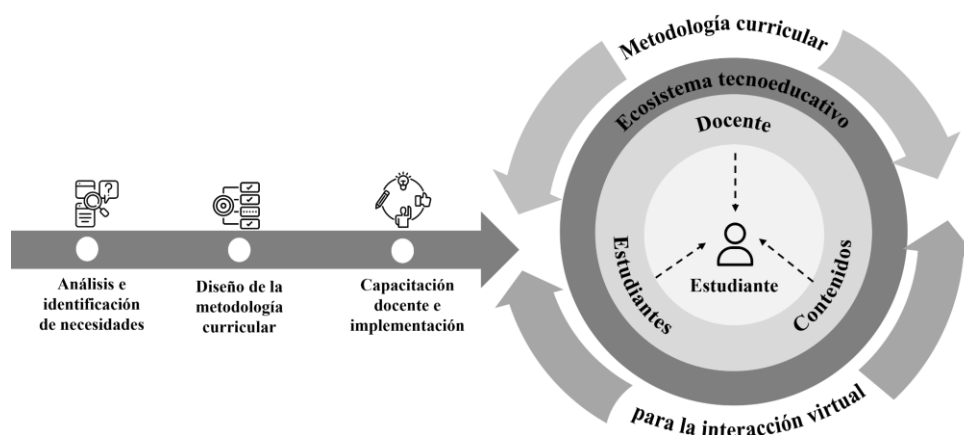 Metodología curricular
Ecosistema tecnoeducativo
Docente
Estudiantes
Estudiante
Contenidos
para la interacción virtual
Análisis e
identificación
de necesidades
Diseño de la
metodología
curricular
Capacitación
docente e
implementación